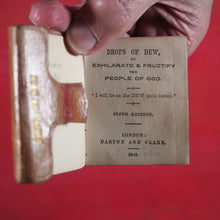 DROPS OF DEW,
TO
EXHILARATE & FRUCTIFY
THE
PEOPLE OF GOD.
"I will be as the DEW unto Israel."
FIFTH EDITION.
LONDON:
DARTON AND CLARK.